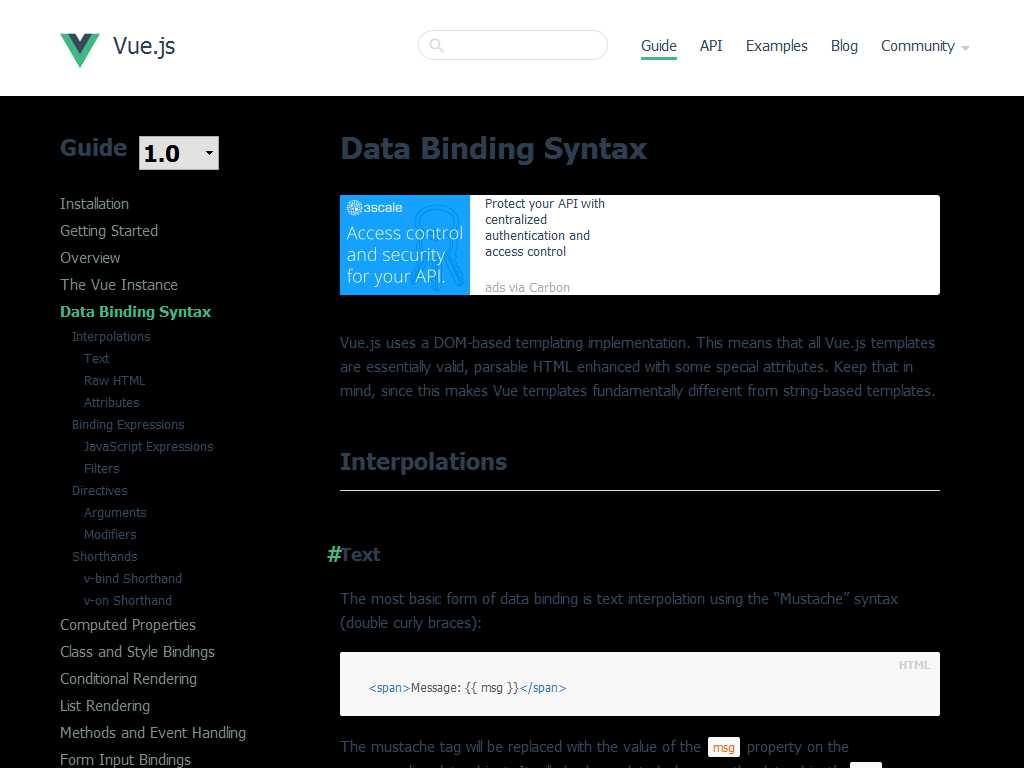 Vue.js
Guide API Examples Blog Community
Guide 1.0
Installation
Getting Started
Overview
The Vue Instance
Data Binding Syntax
Interpolations
Text
Raw HTML
Attributes
Binding Expressions
JavaScript Expressions
Filters
Directives
Arguments
Modifiers
Shorthands
v-bind Shorthand
v-on Shorthand
Computed Properties
Class and Style Bindings
Conditional Rendering
List Rendering
Methods and Event Handling
Form Input Bindings
Data Binding Syntax
3scale
Access control
and security
for your API.
Protect your API with
centralized
authentication and
access control
ads via Carbon
Vue.js uses a DOM-based templating implementation. This means that all Vue.js templates
are essentially valid, parsable HTML enhanced with some special attributes. Keep that in
mind, since this makes Vue templates fundamentally different from string-based templates.
Interpolations
#Text
The most basic form of data binding is text interpolation using the “Mustache” syntax
(double curly braces):
HTML
<span>Message: {{ msg }}</span>
The mustache tag will be replaced with the value of the msg property on the